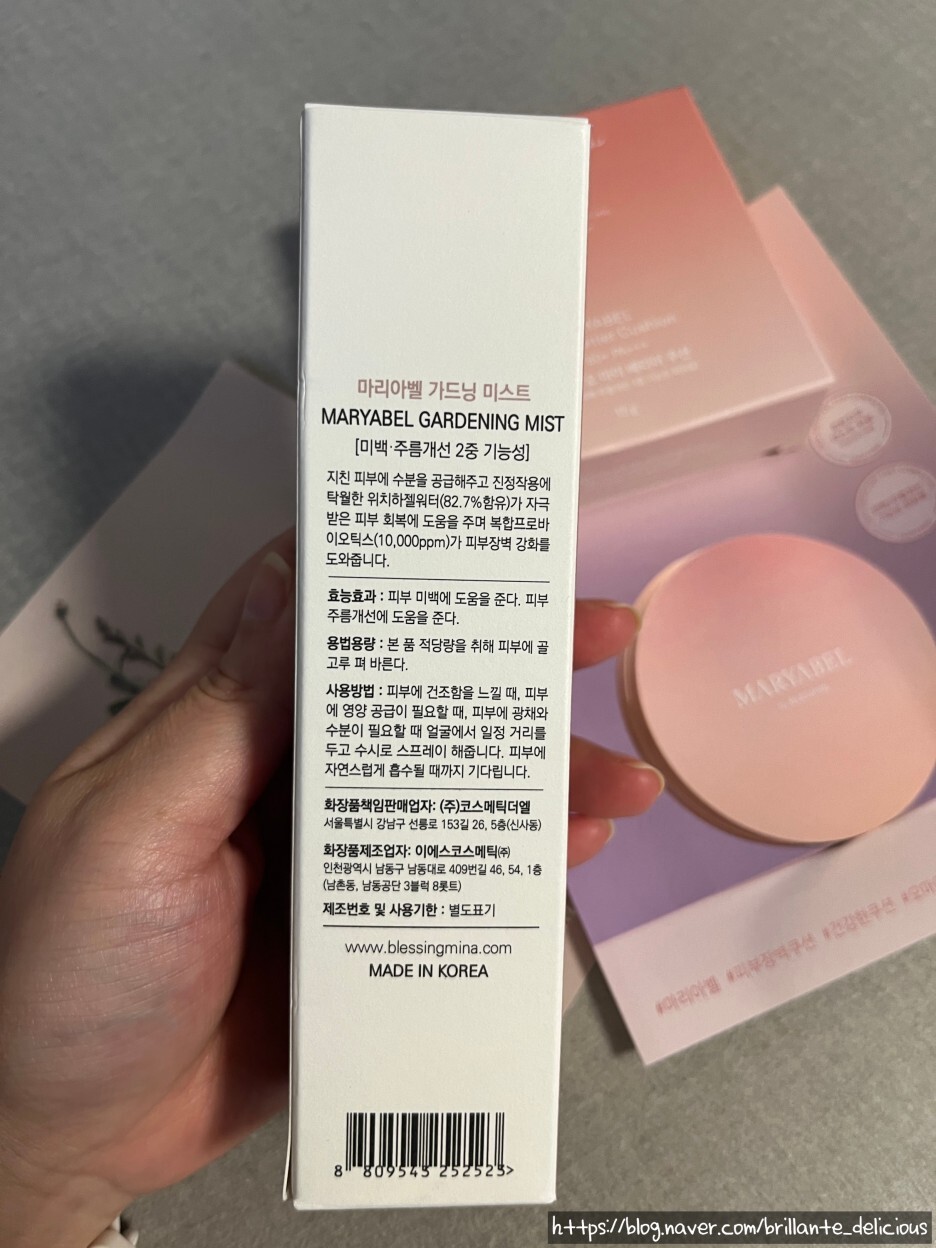 마리아벨 가드닝 미스트
MARYABEL GARDENING MIST
[미백·주름개선 2중 기능성]
지친 피부에 수분을 공급해주고 진정작용에
탁월한 위치하젤워터(82.7%함유)가 자극
받은 피부 회복에 도움을 주며 복합프로바
이오틱스(10,000ppm)가 피부장벽 강화를
도와줍니다.
효능효과 : 피부 미백에 도움을 준다. 피부
주름개선에 도움을 준다.
용법용량 : 본 품 적당량을 취해 피부에 골
고루 펴 바른다.
사용방법 : 피부에 건조함을 느낄 때, 피부
에 영양 공급이 필요할 때, 피부에 광채와
수분이 필요할 때 얼굴에서 일정 거리를
두고 수시로 스프레이 해줍니다. 피부에
자연스럽게 흡수될 때까지 기다립니다.
화장품책임판매업자: (주)코스메틱더엘
서울특별시 강남구 선릉로 153길 26, 5층(신사동)
화장품제조업자: 이에스코스메틱㈜
인천광역시 남동구 남동대로 409번길 46, 54, 1층
(남촌동, 남동공단 3블럭 8롯트)
제조번호 및 사용기한 : 별도표기
www.blessingmina.com
MADE IN KOREA
8 809543 252523>
MARYABEL
#마리아벨 #피부장벽쿠션 #건강한쿠션
https://blog.naver.com/brillante_delicious